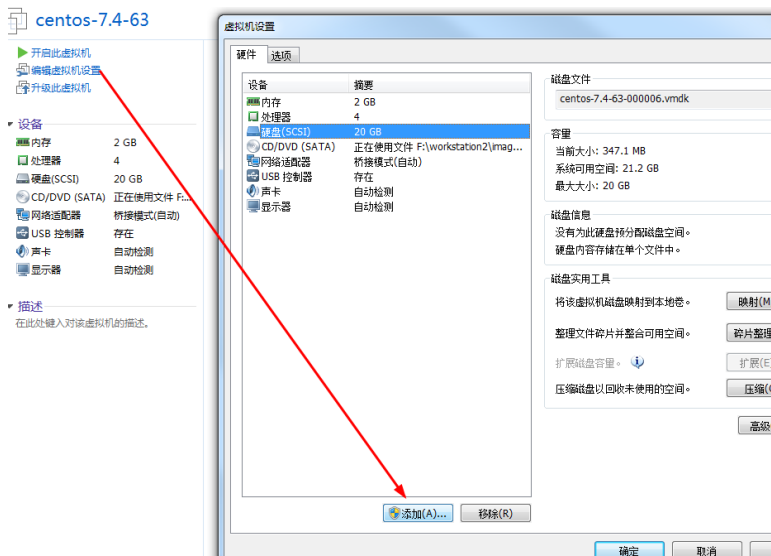 centos-7.4-63
开启此虚拟机
编辑虚拟机设置
升级此虚拟机
设备
内存 2 GB
处理器 4
硬盘(SCSI) 20 GB
CD/DVD (SATA) 正在使用文件 F:...
网络适配器 桥接模式(自动)
USB 控制器 存在
声卡 自动检测
显示器 自动检测
描述
在此处键入对该虚拟机的描述。
虚拟机设置
硬件 选项
设备 摘要
内存 2 GB
处理器 4
硬盘(SCSI) 20 GB
CD/DVD (SATA) 正在使用文件 F:\workstation2\imag...
网络适配器 桥接模式(自动)
USB 控制器 存在
声卡 自动检测
显示器 自动检测
添加(A)... 移除(R)
磁盘文件
centos-7.4-63-000006.vmdk
容量
当前大小: 347.1 MB
系统可用空间: 21.2 GB
最大大小: 20 GB
磁盘信息
没有为此硬盘预分配磁盘空间。
硬盘内容存储在单个文件中。
磁盘实用工具
将该虚拟机磁盘映射到本地卷。 映射(M
整理文件碎片并整合可用空间。 碎片整理
扩展磁盘容量。 扩展(E
压缩磁盘以回收未使用的空间。 压缩(
高级
确定 取消